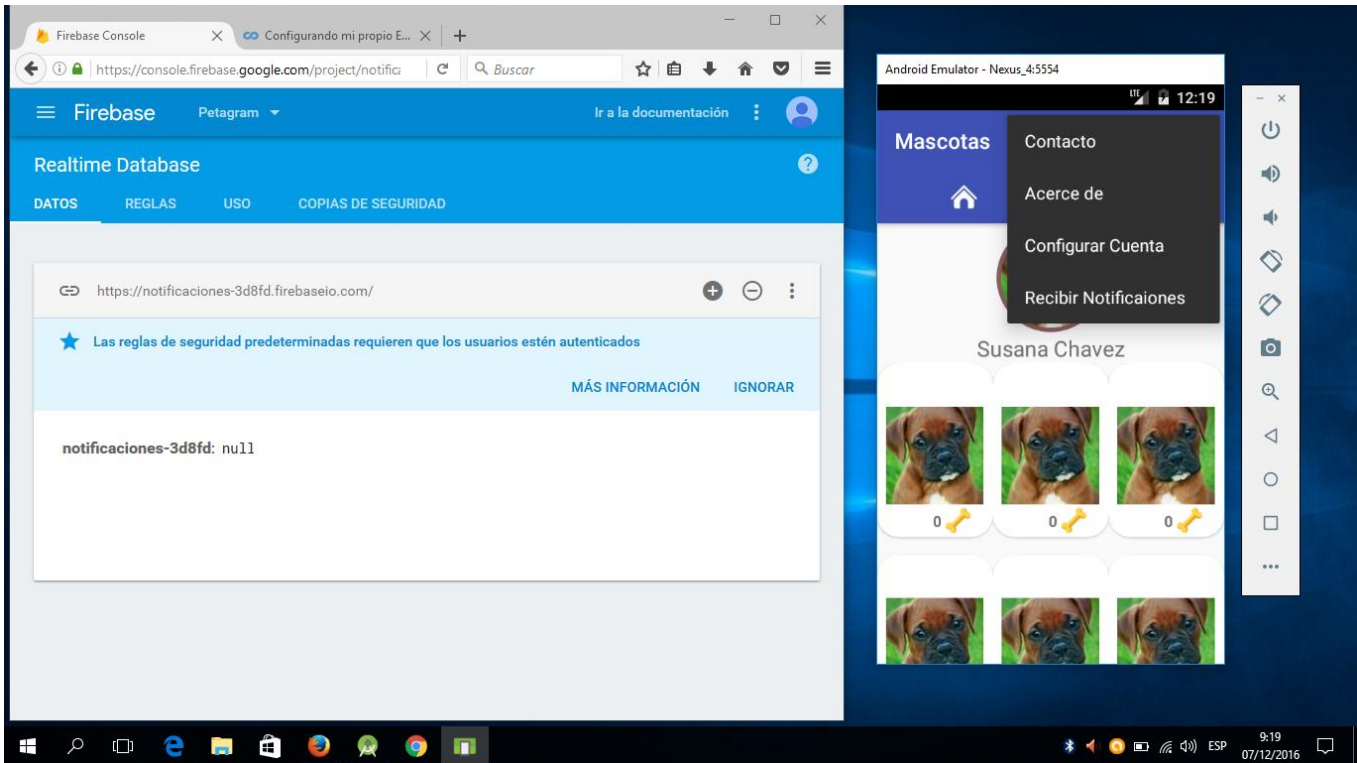 Firebase Console
Configurando mi propio E...
https://console.firebase.google.com/project/notific
Buscar
Firebase
Petagram
Ir a la documentación
Realtime Database
DATOS
REGLAS
USO
COPIAS DE SEGURIDAD
https://notificaciones-3d8fd.firebaseio.com/
Las reglas de seguridad predeterminadas requieren que los usuarios estén autenticados
MÁS INFORMACIÓN
IGNORAR
notificaciones-3d8fd: null
Android Emulator - Nexus_4:5554
LTE
12:19
Mascotas
Contacto
Acerce de
Configurar Cuenta
Recibir Notificaiones
Susana Chavez
0
0
0
ESP
9:19
07/12/2016